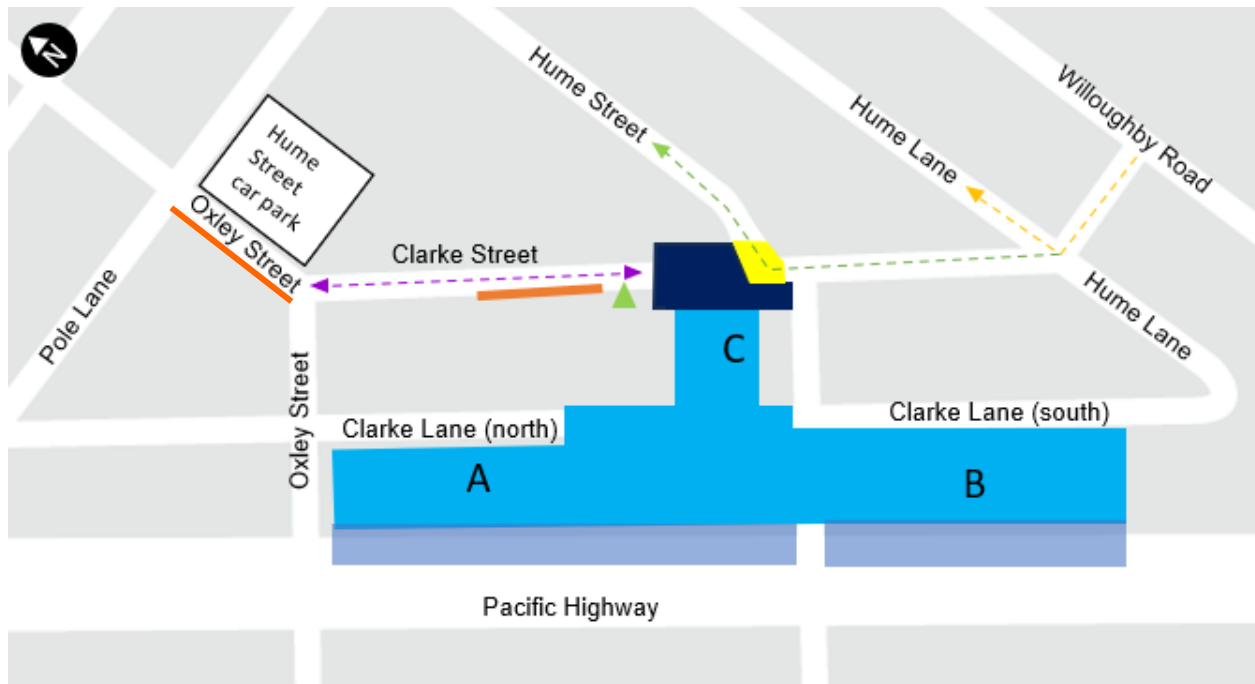 N
Hume Street
Hume Lane
Willoughby Road
Hume
Street
car park
Oxley Street
Clarke Street
Pole Lane
Hume Lane
C
Oxley Street
Clarke Lane (north)
Clarke Lane (south)
A
B
Pacific Highway